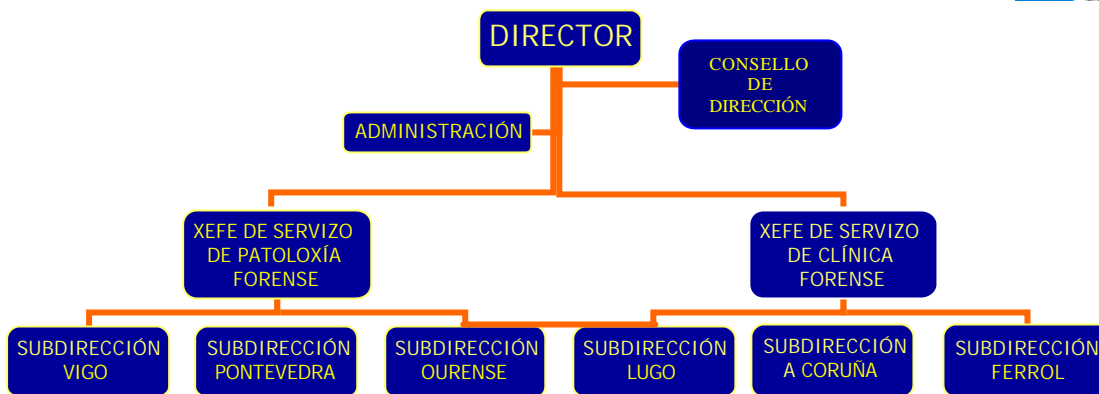 DIRECTOR
CONSELLO
DE
DIRECCIÓN
ADMINISTRACIÓN
XEFE DE SERVIZO
DE PATOLOXÍA
FORENSE
XEFE DE SERVIZO
DE CLÍNICA
FORENSE
SUBDIRECCIÓN
VIGO
SUBDIRECCIÓN
PONTEVEDRA
SUBDIRECCIÓN
OURENSE
SUBDIRECCIÓN
LUGO
SUBDIRECCIÓN
A CORUÑA
SUBDIRECCIÓN
FERROL